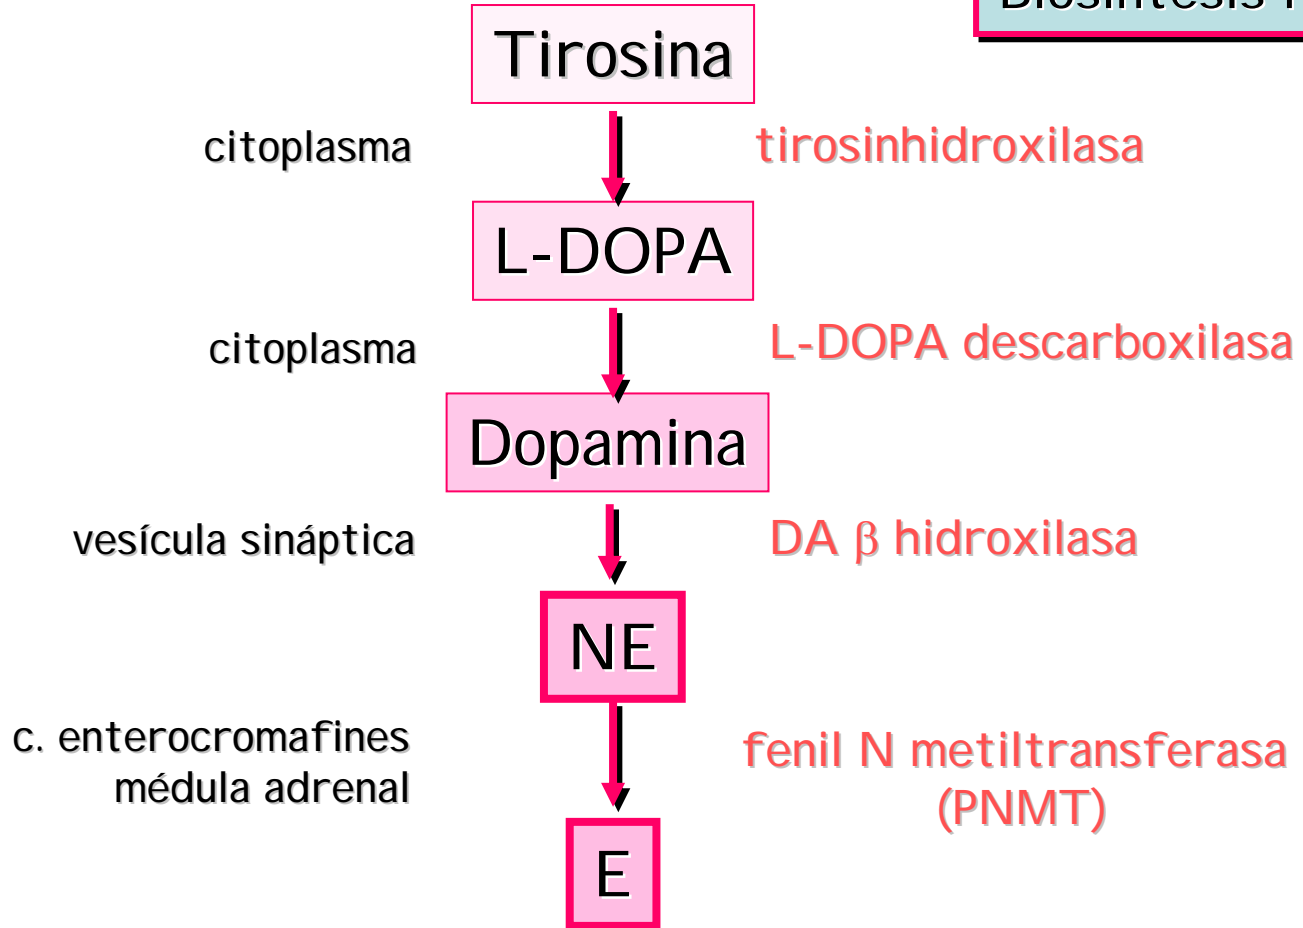 Biosíntesis
Tirosina
citoplasma
tirosinhidroxilasa
L-DOPA
citoplasma
L-DOPA descarboxilasa
Dopamina
vesícula sináptica
DA β hidroxilasa
NE
c. enterocromafines
médula adrenal
fenil N metiltransferasa
(PNMT)
E